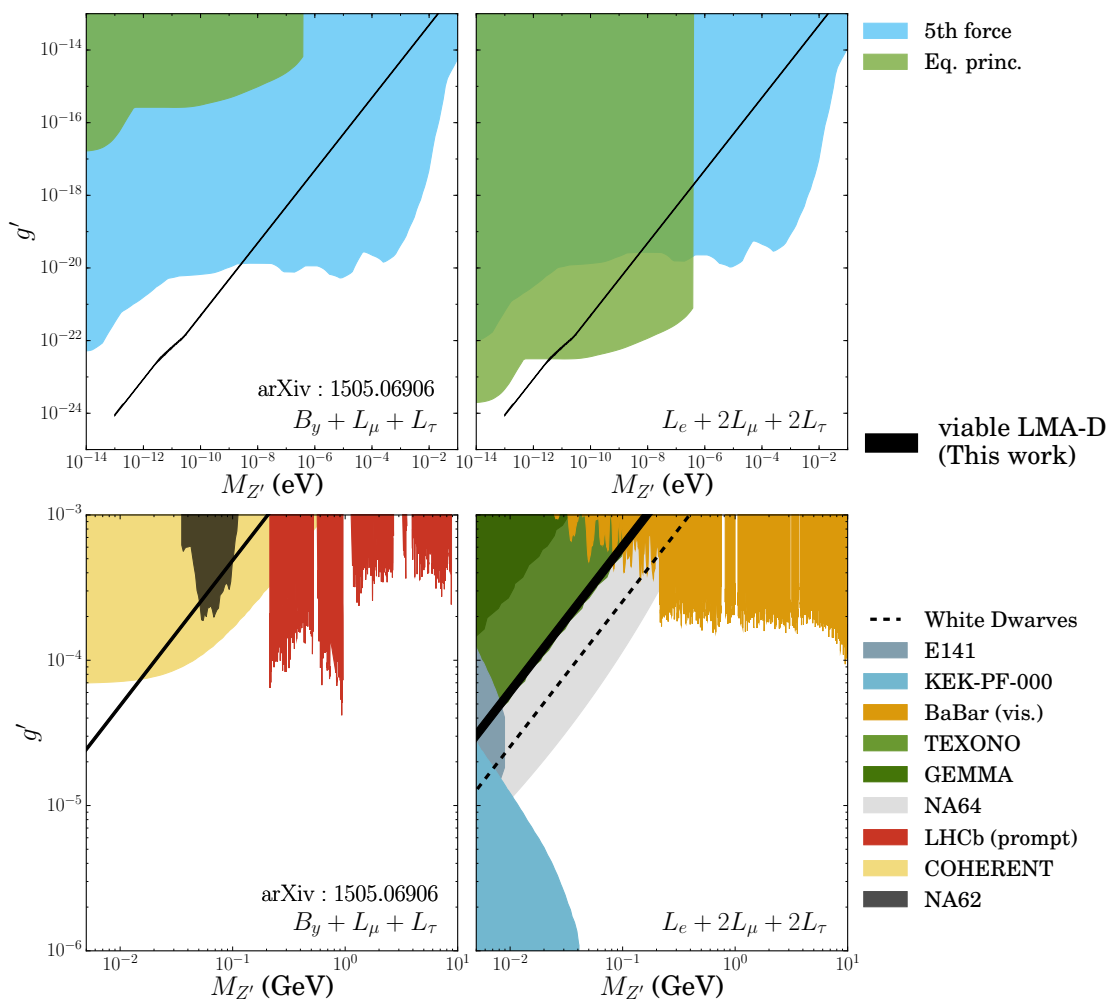 10^{-14}
10^{-16}
10^{-18}
10^{-20}
10^{-22}
10^{-24}
g′
arXiv : 1505.06906
B_y + L_μ + L_τ
L_e + 2L_μ + 2L_τ
10^{-14} 10^{-12} 10^{-10} 10^{-8} 10^{-6} 10^{-4} 10^{-2}
10^{-14} 10^{-12} 10^{-10} 10^{-8} 10^{-6} 10^{-4} 10^{-2}
M_{Z′} (eV)
M_{Z′} (eV)
5th force
Eq. princ.
viable LMA-D
(This work)
10^{-3}
10^{-4}
10^{-5}
10^{-6}
g′
arXiv : 1505.06906
B_y + L_μ + L_τ
L_e + 2L_μ + 2L_τ
10^{-2} 10^{-1} 10^{0} 10^{1}
10^{-2} 10^{-1} 10^{0} 10^{1}
M_{Z′} (GeV)
M_{Z′} (GeV)
White Dwarves
E141
KEK-PF-000
BaBar (vis.)
TEXONO
GEMMA
NA64
LHCb (prompt)
COHERENT
NA62